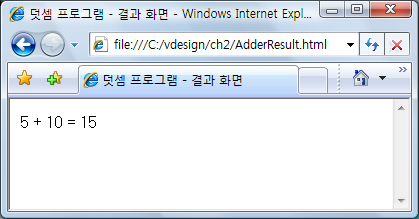 덧셈 프로그램 - 결과 화면 - Windows Internet Expl...
file:///C:/vdesign/ch2/AdderResult.html
덧셈 프로그램 - 결과 화면
5 + 10 = 15